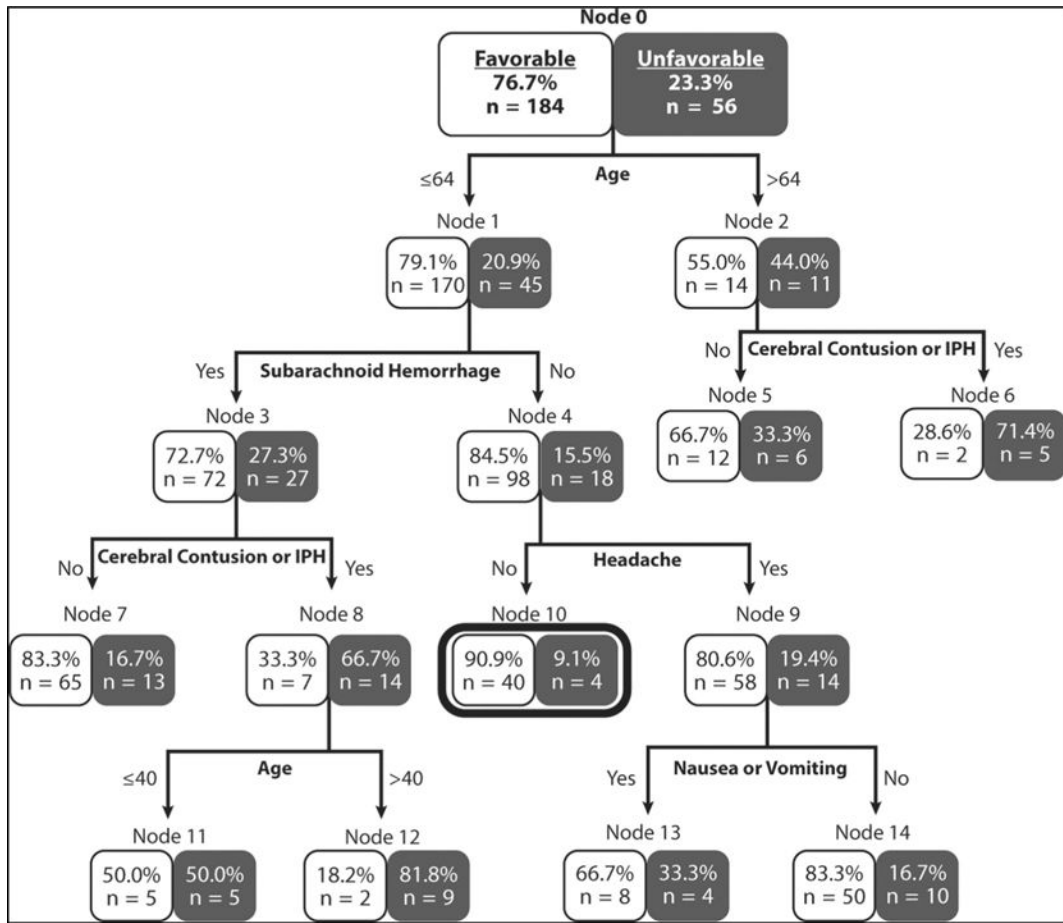 Node 0
Favorable Unfavorable
76.7% 23.3%
n = 184 n = 56
Age
≤64 >64
Node 1 Node 2
79.1% 20.9% 55.0% 44.0%
n = 170 n = 45 n = 14 n = 11
No Cerebral Contusion or IPH Yes
Yes Subarachnoid Hemorrhage No
Node 5 Node 6
Node 3 Node 4
66.7% 33.3% 28.6% 71.4%
n = 12 n = 6 n = 2 n = 5
72.7% 27.3% 84.5% 15.5%
n = 72 n = 27 n = 98 n = 18
Cerebral Contusion or IPH Headache
No Yes No Yes
Node 7 Node 8 Node 10 Node 9
83.3% 16.7% 33.3% 66.7% 90.9% 9.1% 80.6% 19.4%
n = 65 n = 13 n = 7 n = 14 n = 40 n = 4 n = 58 n = 14
≤40 Age >40 Yes Nausea or Vomiting No
Node 11 Node 12 Node 13 Node 14
50.0% 50.0% 18.2% 81.8% 66.7% 33.3% 83.3% 16.7%
n = 5 n = 5 n = 2 n = 9 n = 8 n = 4 n = 50 n = 10